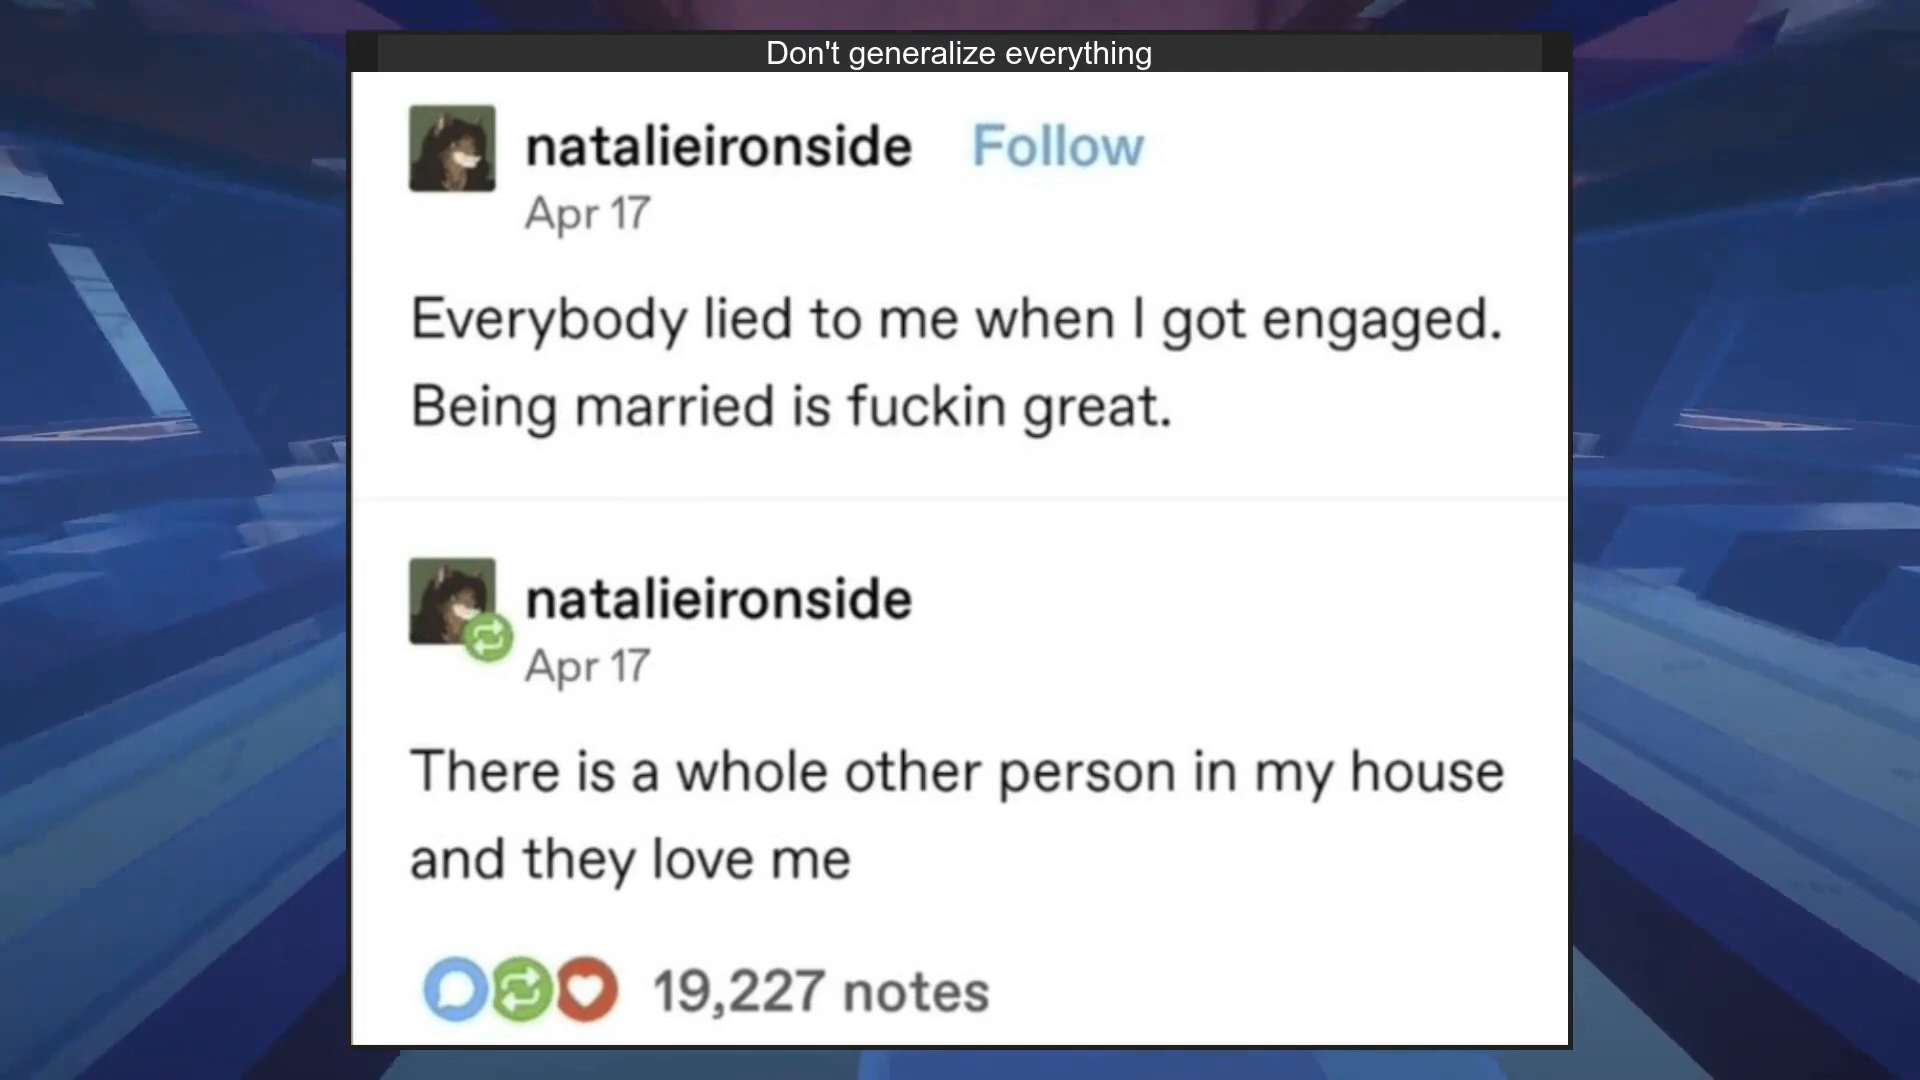 Don't generalize everything
natalieironside Follow
Apr 17
Everybody lied to me when I got engaged.
Being married is fuckin great.
natalieironside
Apr 17
There is a whole other person in my house
and they love me
19,227 notes